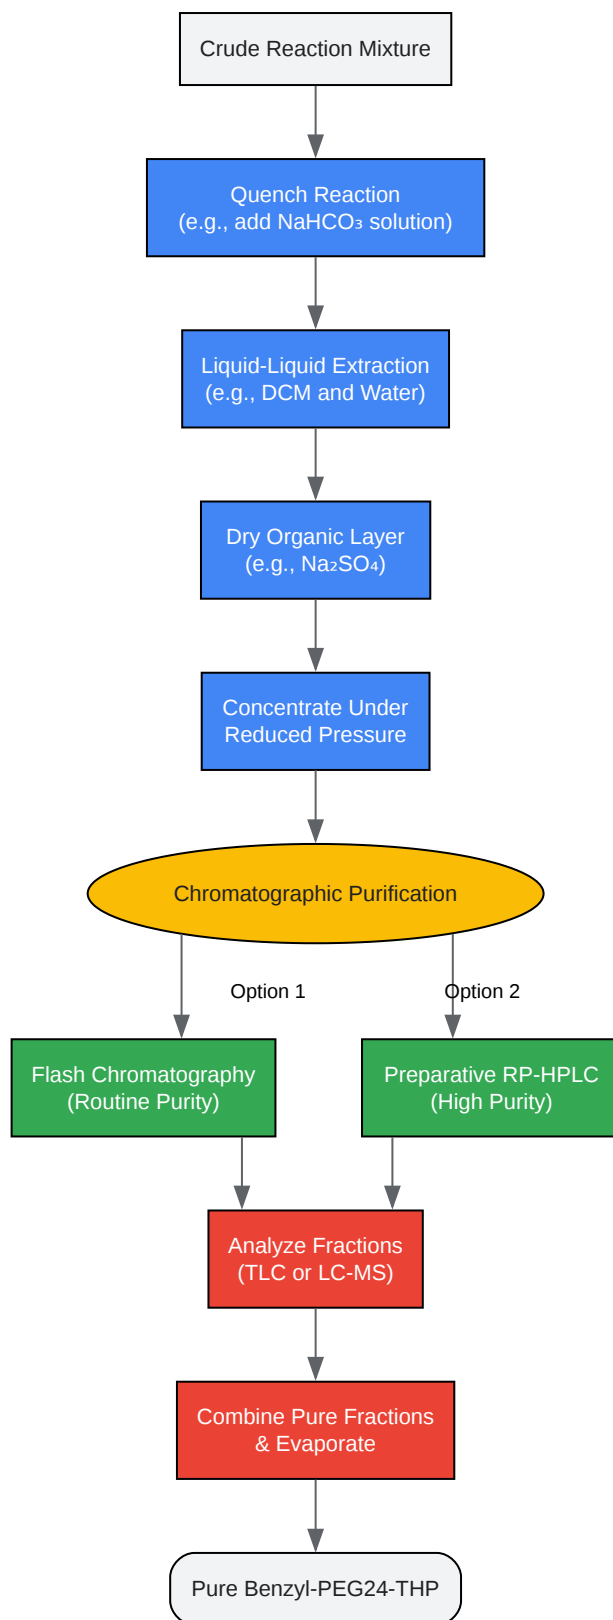 Crude Reaction Mixture
Quench Reaction
(e.g., add NaHCO₃ solution)
Liquid-Liquid Extraction
(e.g., DCM and Water)
Dry Organic Layer
(e.g., Na₂SO₄)
Concentrate Under
Reduced Pressure
Chromatographic Purification
Option 1
Option 2
Flash Chromatography
(Routine Purity)
Preparative RP-HPLC
(High Purity)
Analyze Fractions
(TLC or LC-MS)
Combine Pure Fractions
& Evaporate
Pure Benzyl-PEG24-THP